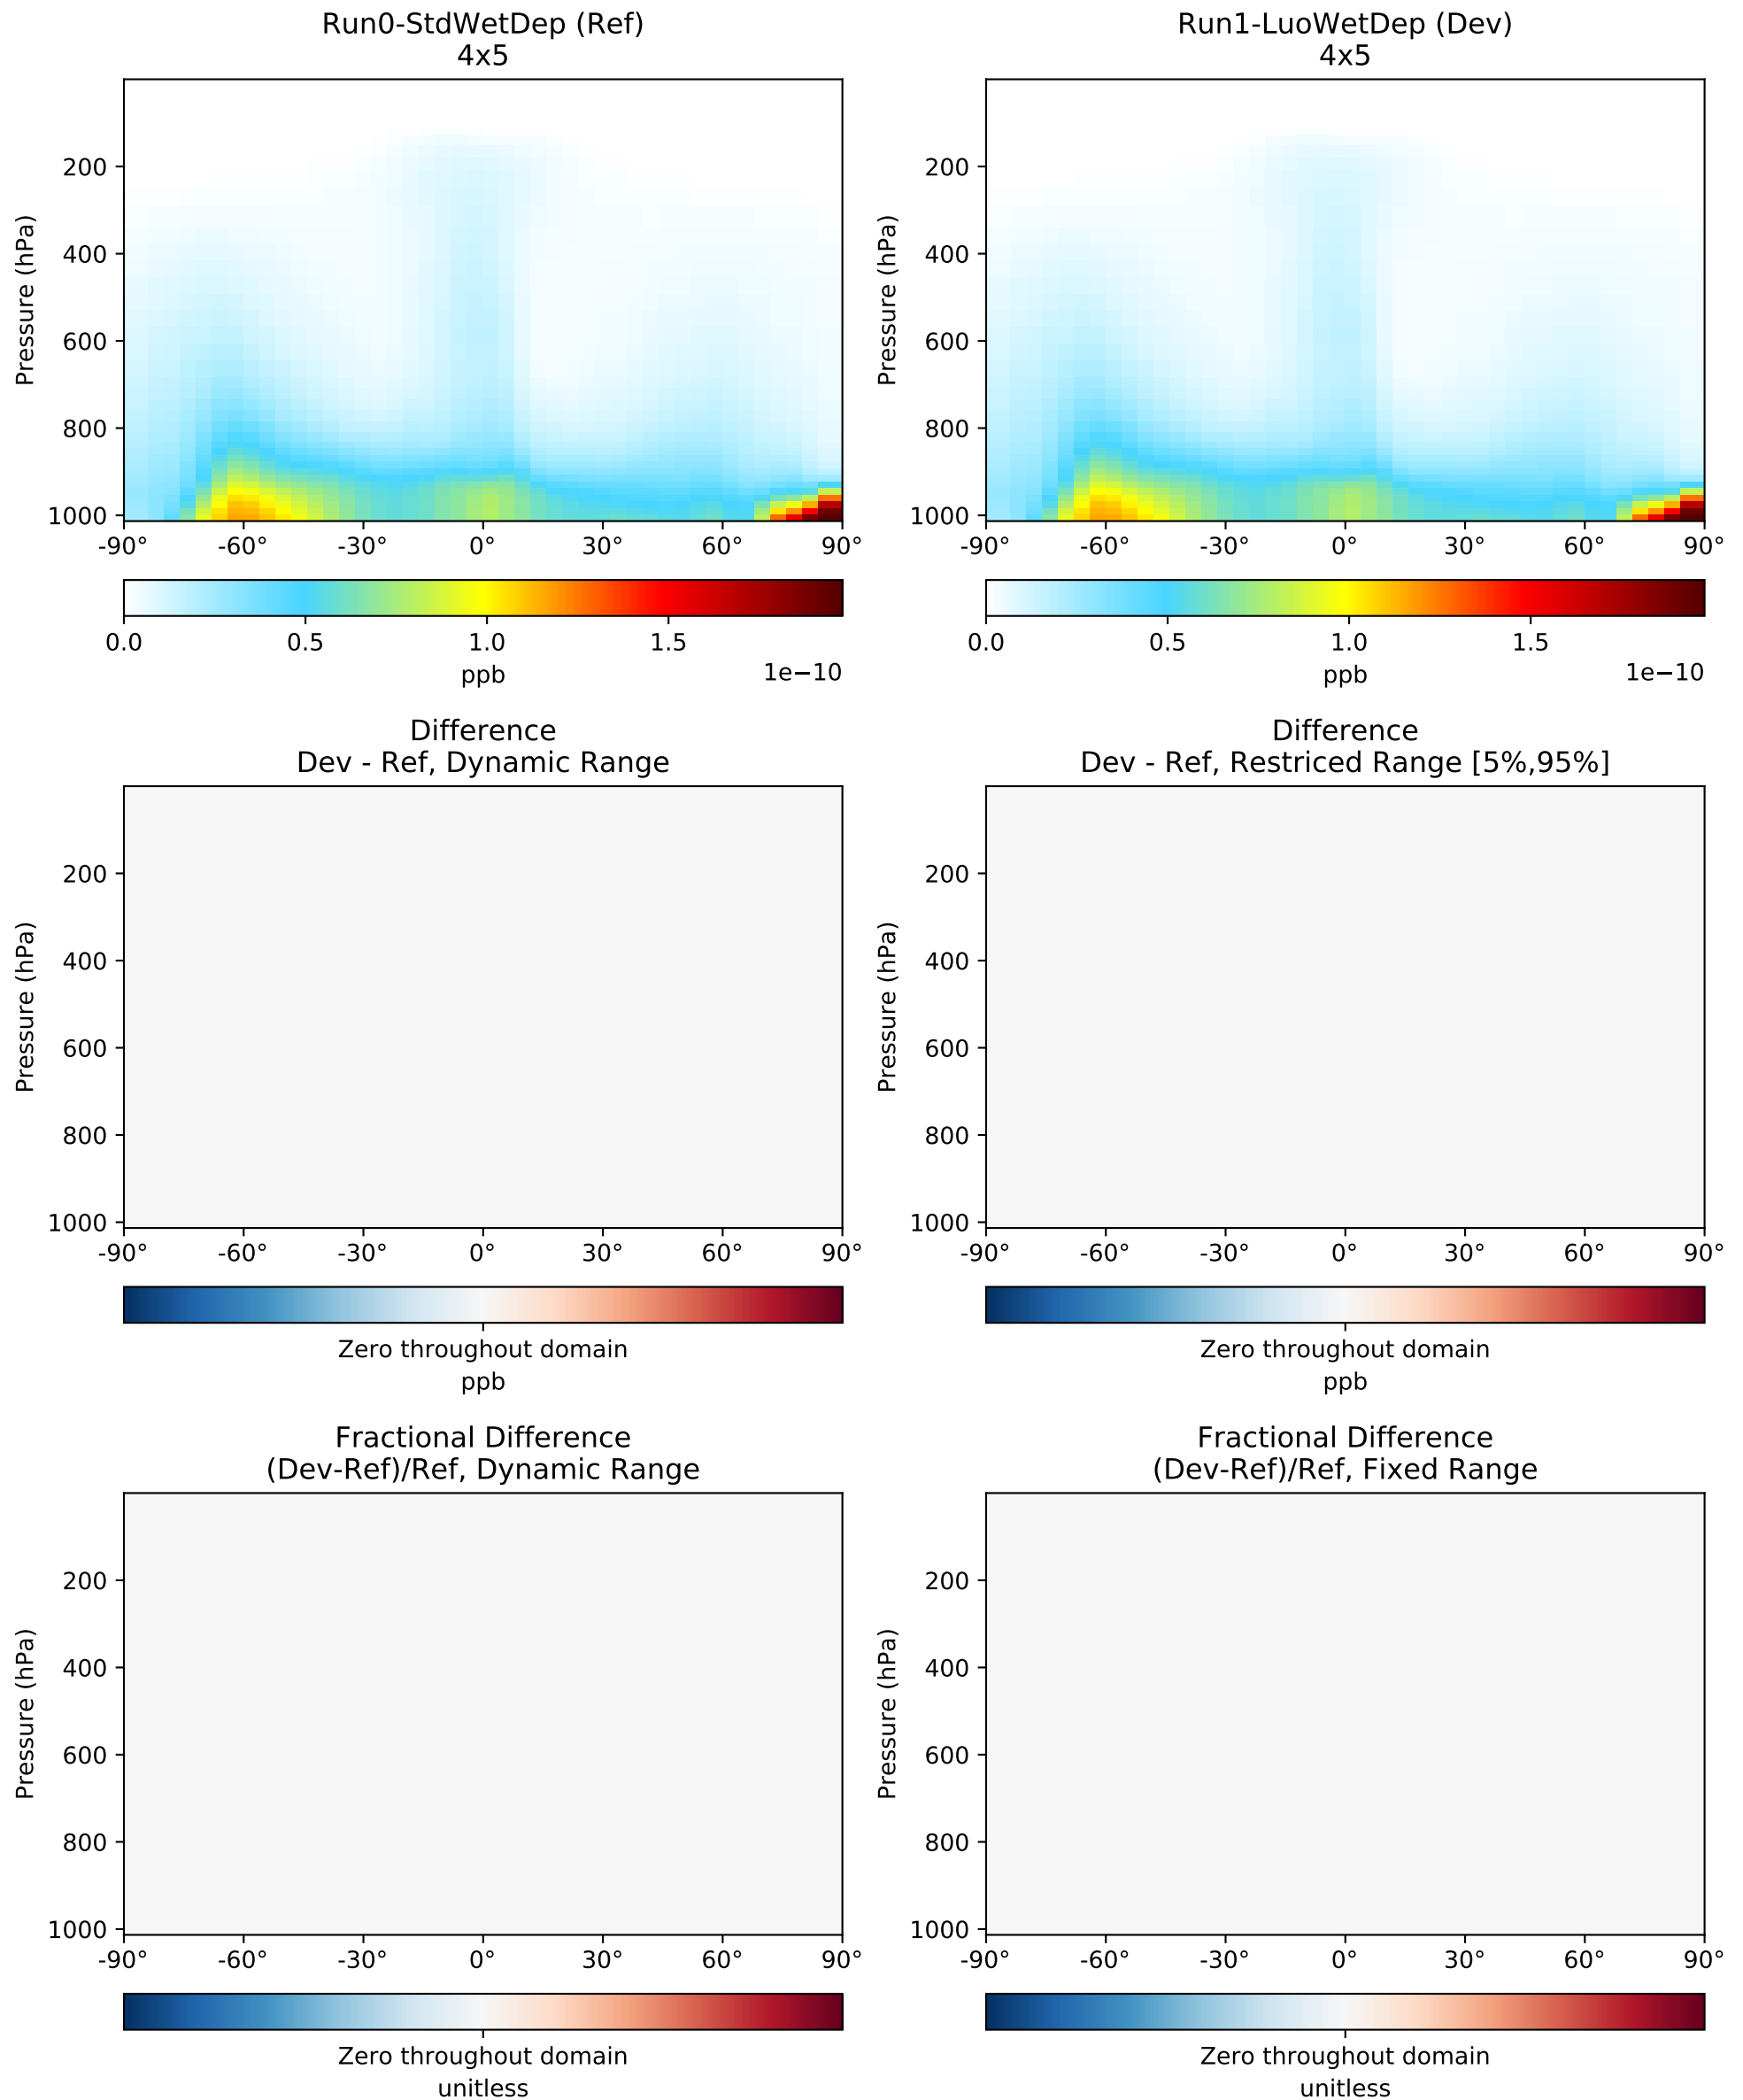 Run0-StdWetDep (Ref)
4x5
Run1-LuoWetDep (Dev)
4x5
Pressure (hPa)
200
400
600
800
1000
-90° -60° -30° 0° 30° 60° 90°
Pressure (hPa)
200
400
600
800
1000
-90° -60° -30° 0° 30° 60° 90°
0.0 0.5 1.0 1.5
ppb
1e−10
0.0 0.5 1.0 1.5
ppb
1e−10
Difference
Dev - Ref, Dynamic Range
Difference
Dev - Ref, Restriced Range [5%,95%]
Pressure (hPa)
200
400
600
800
1000
-90° -60° -30° 0° 30° 60° 90°
Pressure (hPa)
200
400
600
800
1000
-90° -60° -30° 0° 30° 60° 90°
Zero throughout domain
ppb
Zero throughout domain
ppb
Fractional Difference
(Dev-Ref)/Ref, Dynamic Range
Fractional Difference
(Dev-Ref)/Ref, Fixed Range
Pressure (hPa)
200
400
600
800
1000
-90° -60° -30° 0° 30° 60° 90°
Pressure (hPa)
200
400
600
800
1000
-90° -60° -30° 0° 30° 60° 90°
Zero throughout domain
unitless
Zero throughout domain
unitless